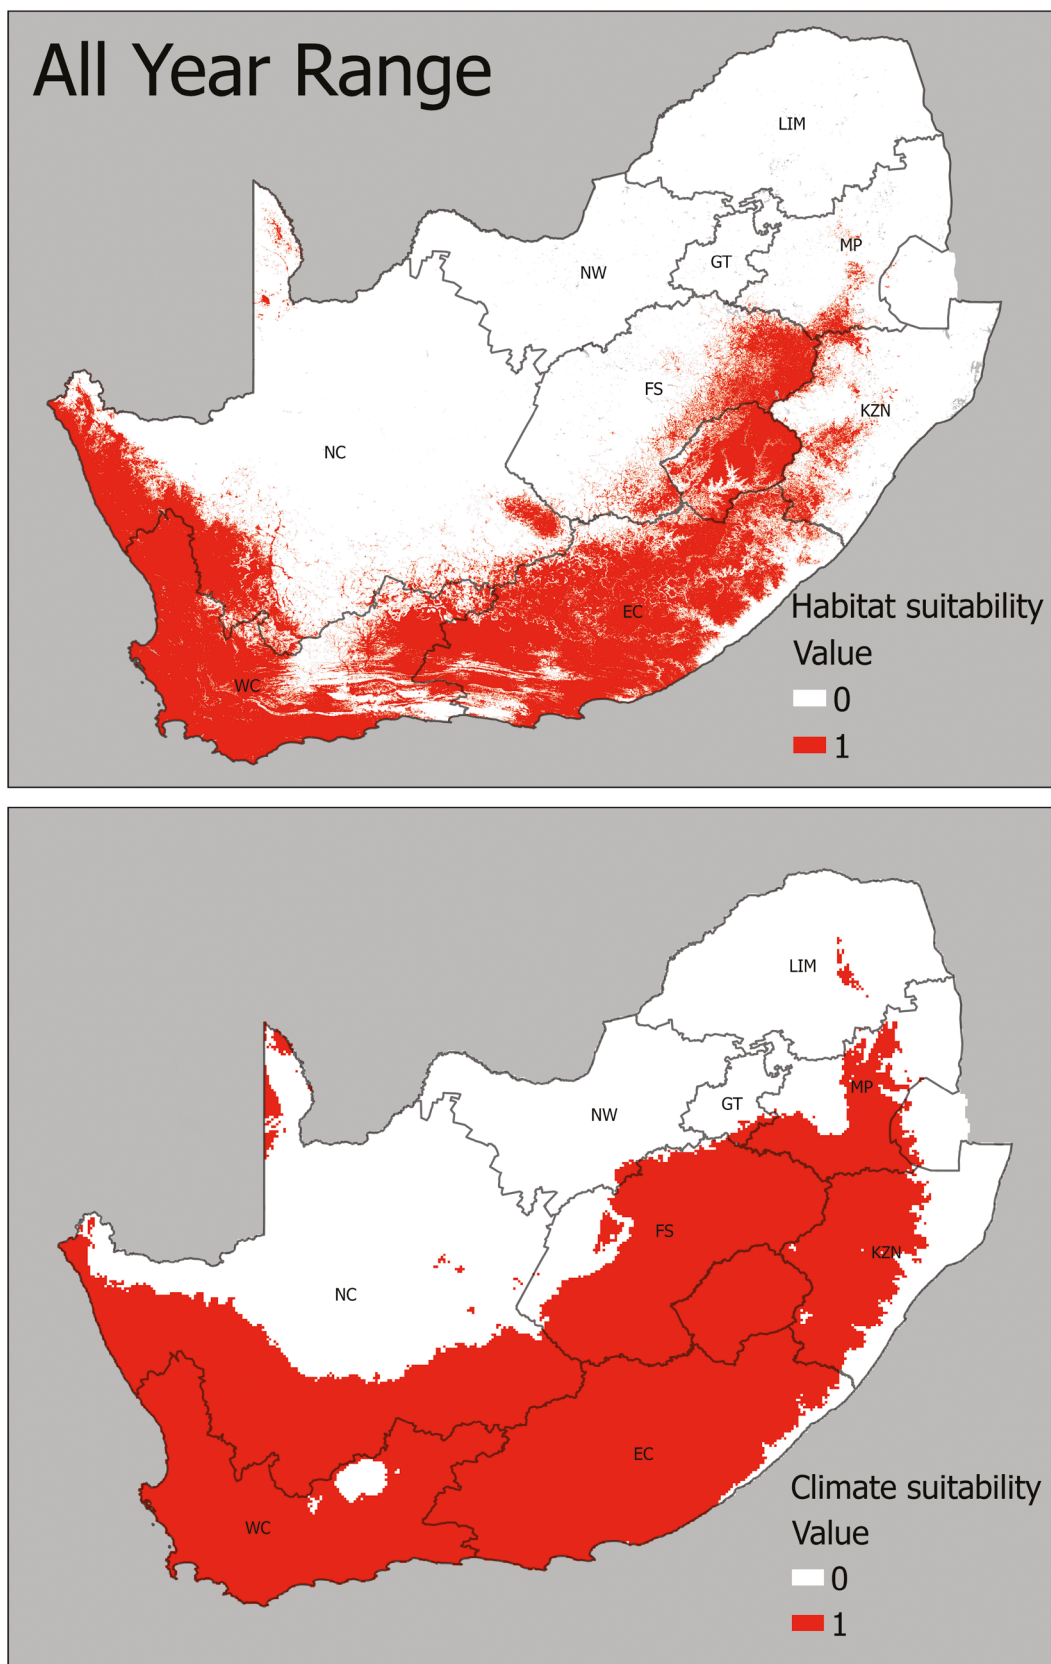 All Year Range
LIM
MP
GT
NW
FS
KZN
NC
EC
WC
Habitat suitability
Value
0
1
LIM
MP
GT
NW
FS
KZN
NC
EC
WC
Climate suitability
Value
0
1